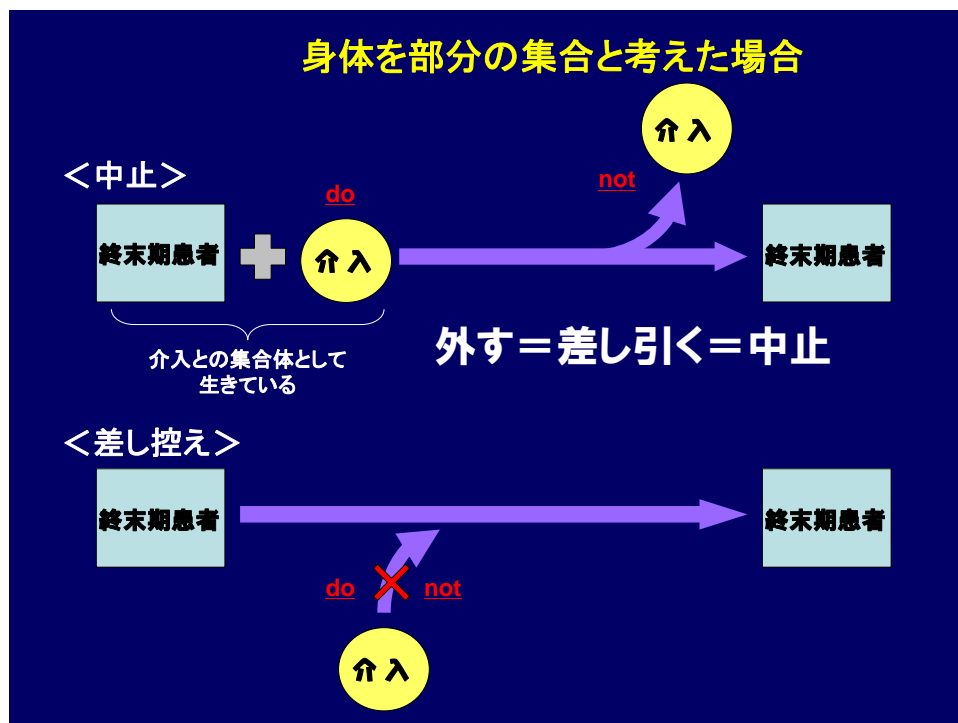 身体を部分の集合と考えた場合
介入
＜中止＞
do
not
終末期患者
介入
終末期患者
介入との集合体として
生きている
外す＝差し引く＝中止
＜差し控え＞
終末期患者
終末期患者
do
not
介入